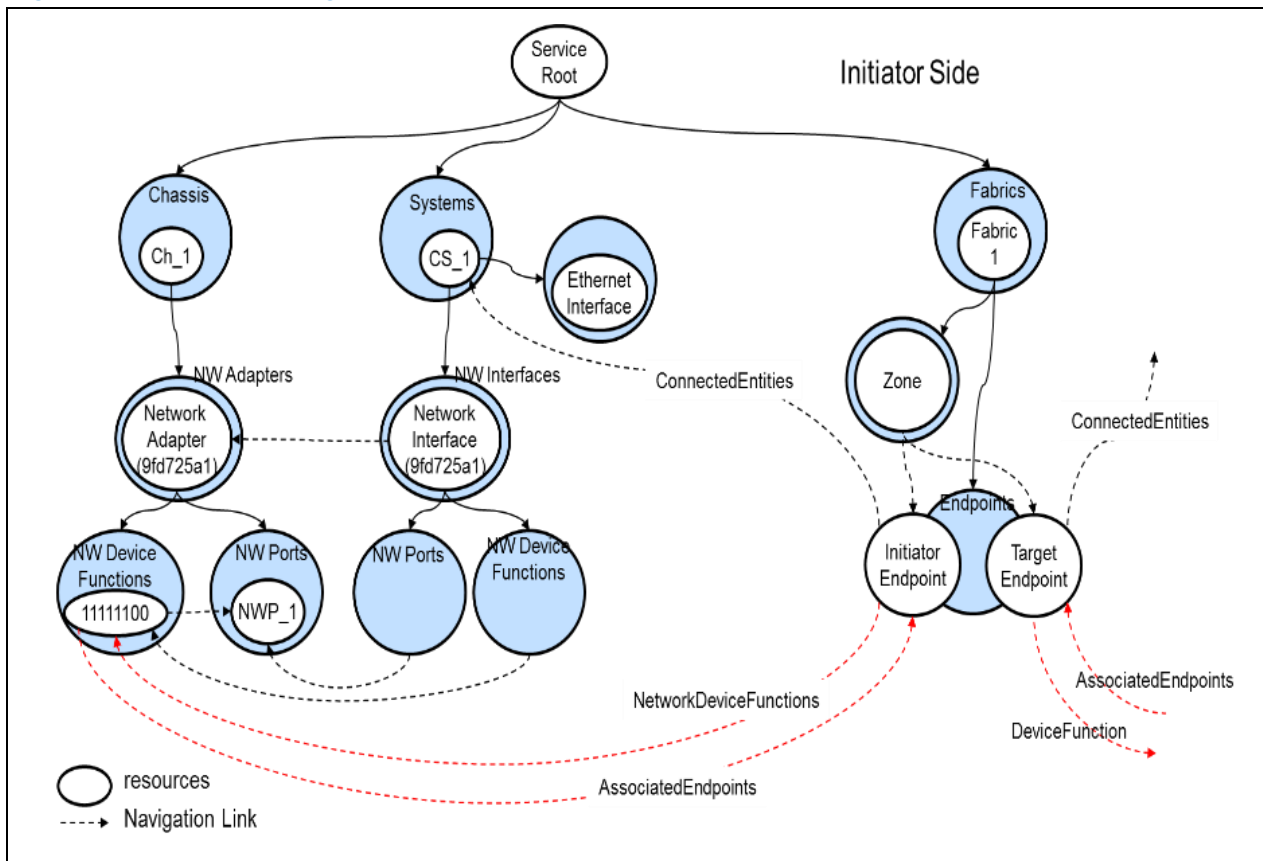 Service
Root
Initiator Side
Chassis
Ch_1
Systems
CS_1
Ethernet
Interface
Fabrics
Fabric
1
Zone
NW Adapters
Network
Adapter
(9fd725a1)
NW Interfaces
Network
Interface
(9fd725a1)
ConnectedEntities
ConnectedEntities
NW Device
Functions
11111100
NW Ports
NWP_1
NW Ports
NW Device
Functions
Endpoints
Initiator
Endpoint
Target
Endpoint
NetworkDeviceFunctions
AssociatedEndpoints
DeviceFunction
AssociatedEndpoints
resources
Navigation Link